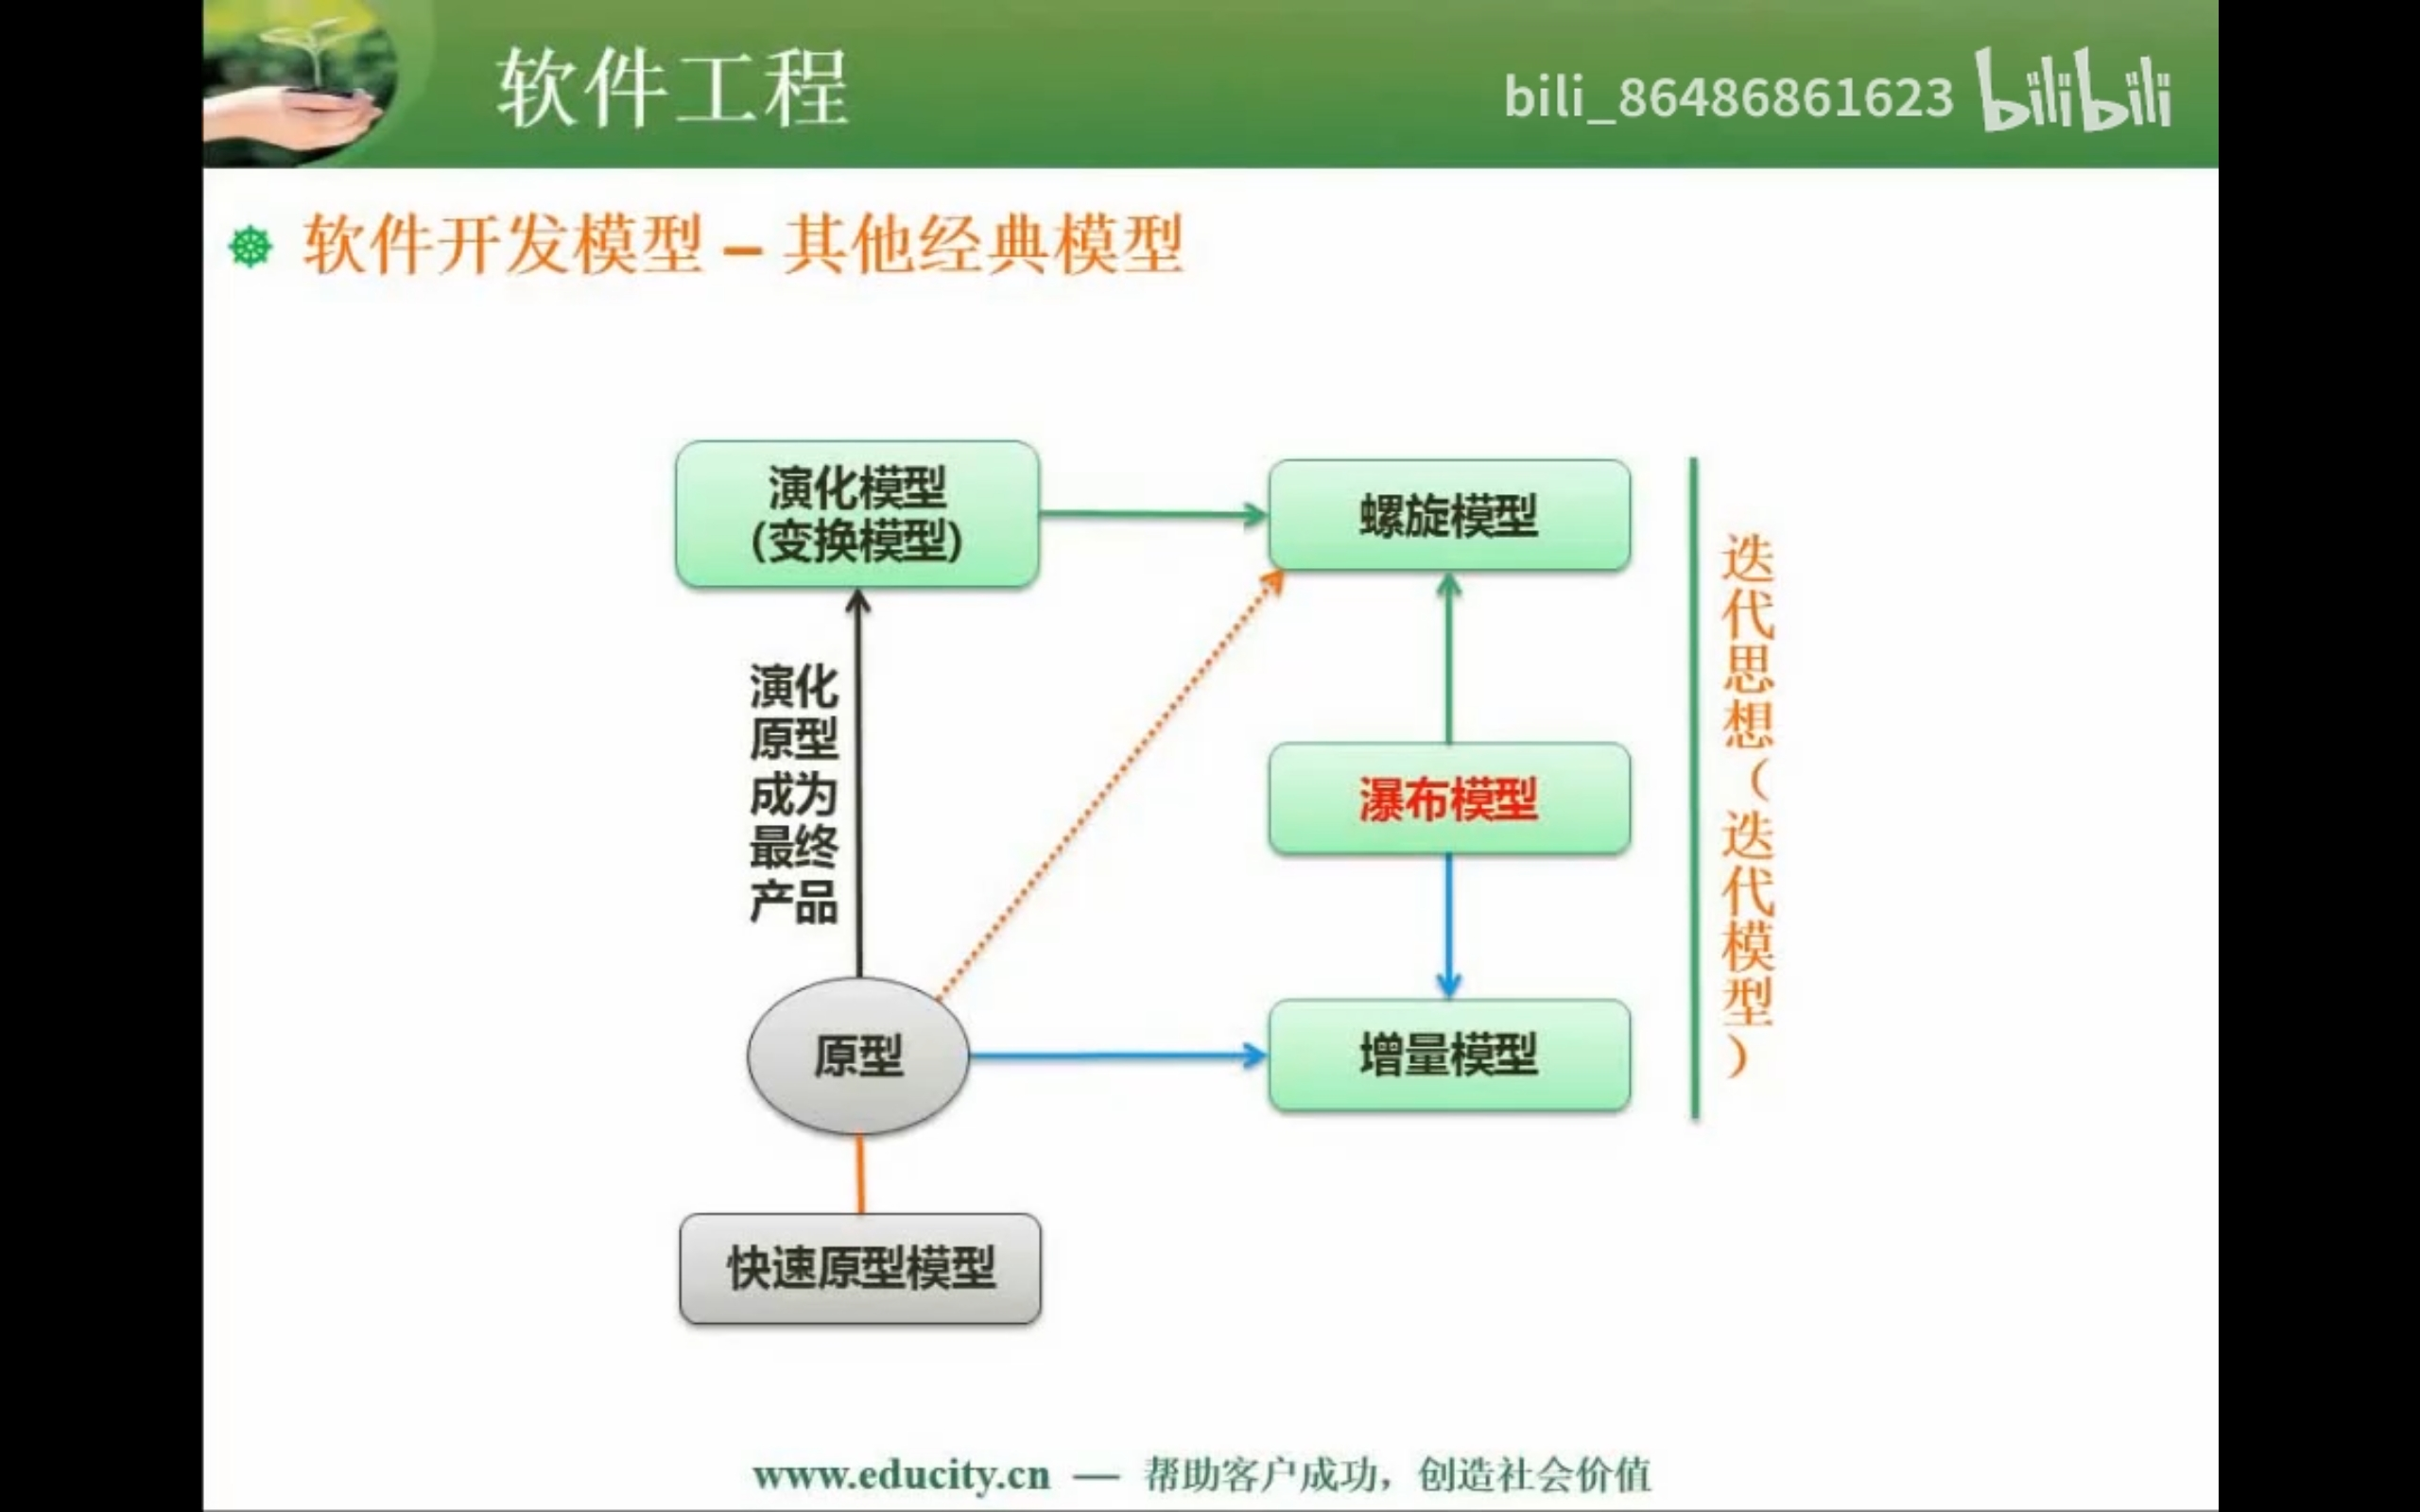 软件工程
bili_86486861623 bilibili
软件开发模型 – 其他经典模型
演化模型
(变换模型)
螺旋模型
演化
原型
成为
最终
产品
瀑布模型
迭代思想（迭代模型）
原型
增量模型
快速原型模型
www.educity.cn — 帮助客户成功，创造社会价值